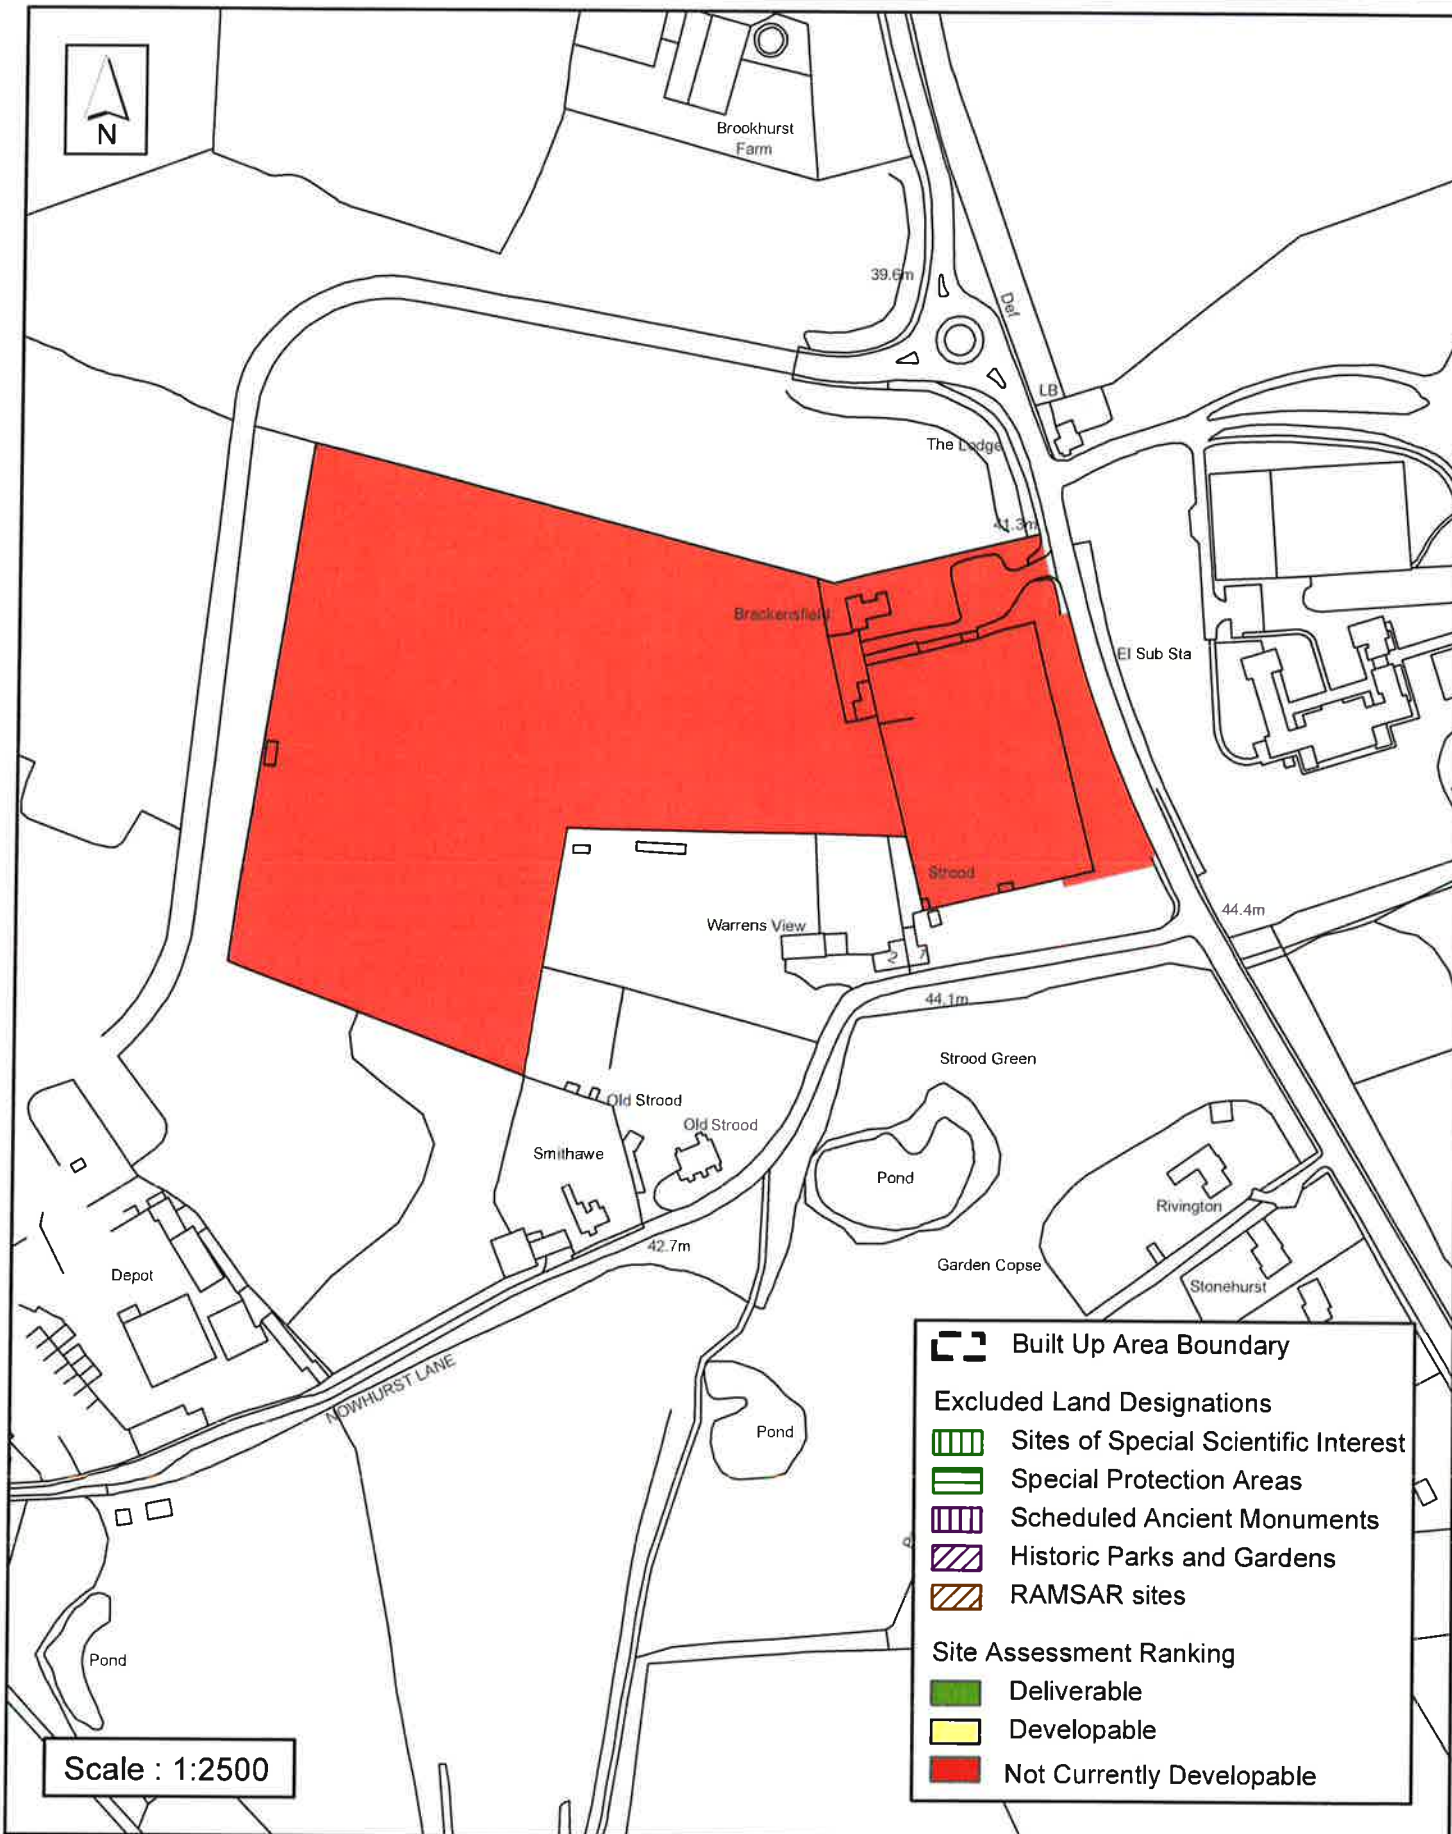 N
Brookhurst
Farm
39.6m
Def
LB
The Lodge
41.3m
Brackensfield
El Sub Sta
Strood
44.4m
Warrens View
2
1
44.1m
Strood Green
Old Strood
Old Strood
Smithawe
Pond
Rivington
42.7m
Garden Copse
Depot
Stonehurst
NOWHURST LANE
Pond
Pond
Built Up Area Boundary
Excluded Land Designations
Sites of Special Scientific Interest
Special Protection Areas
Scheduled Ancient Monuments
Historic Parks and Gardens
RAMSAR sites
Site Assessment Ranking
Deliverable
Developable
Not Currently Developable
Scale : 1:2500